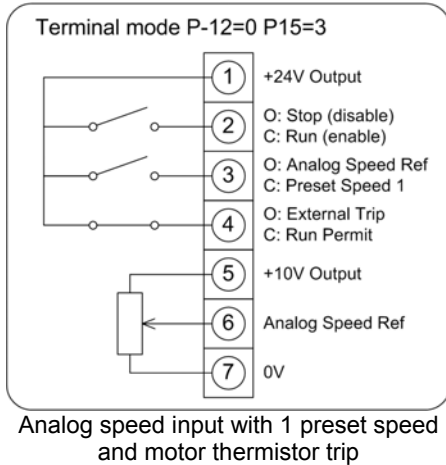 Terminal mode P-12=0 P15=3
1 +24V Output
2 O: Stop (disable)
C: Run (enable)
3 O: Analog Speed Ref
C: Preset Speed 1
4 O: External Trip
C: Run Permit
5 +10V Output
6 Analog Speed Ref
7 0V
Analog speed input with 1 preset speed
and motor thermistor trip